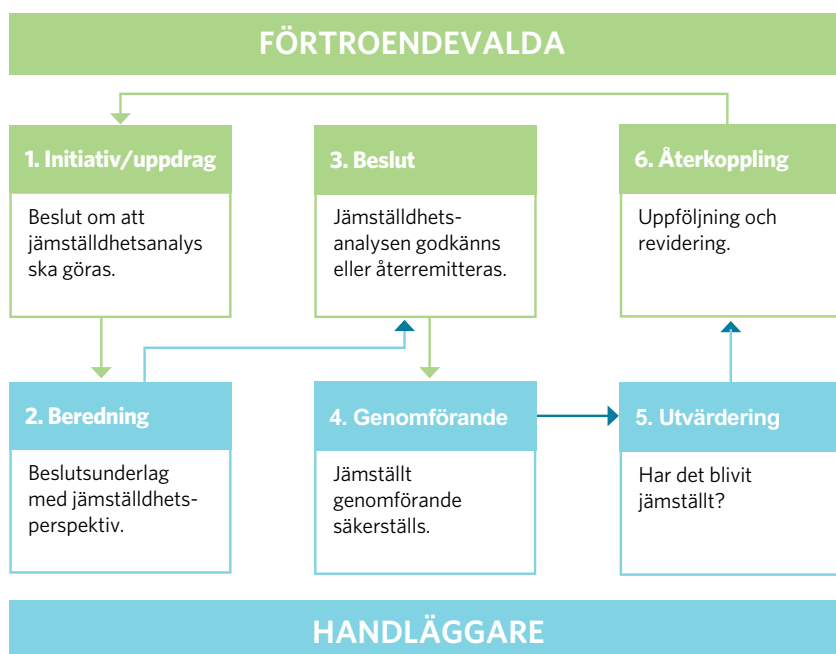 FÖRTROENDEVALDA
1. Initiativ/uppdrag
Beslut om att
jämställdhetsanalys
ska göras.
3. Beslut
Jämställdhets-
analysen godkänns
eller återremitteras.
6. Återkoppling
Uppföljning och
revidering.
2. Beredning
Beslutsunderlag
med jämställdhets-
perspektiv.
4. Genomförande
Jämställt
genomförande
säkerställs.
5. Utvärdering
Har det blivit
jämställt?
HANDLÄGGARE